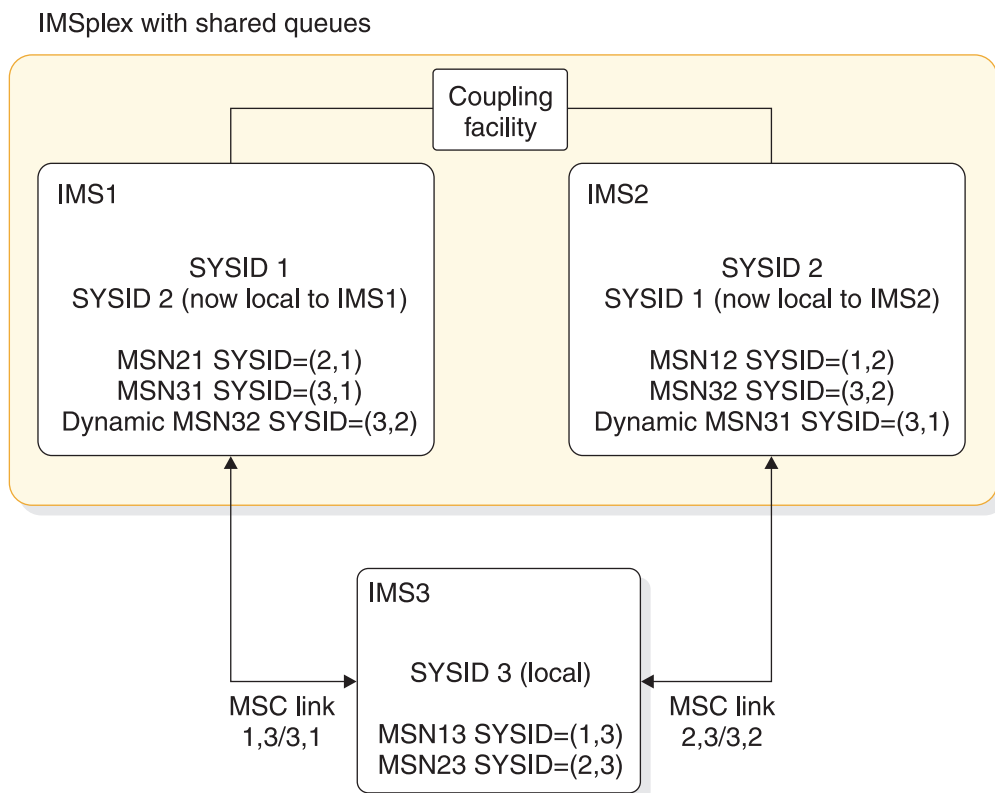 IMSplex with shared queues
Coupling
facility
IMS1
SYSID 1
SYSID 2 (now local to IMS1)
MSN21 SYSID=(2,1)
MSN31 SYSID=(3,1)
Dynamic MSN32 SYSID=(3,2)
IMS2
SYSID 2
SYSID 1 (now local to IMS2)
MSN12 SYSID=(1,2)
MSN32 SYSID=(3,2)
Dynamic MSN31 SYSID=(3,1)
IMS3
SYSID 3 (local)
MSN13 SYSID=(1,3)
MSN23 SYSID=(2,3)
MSC link
1,3/3,1
MSC link
2,3/3,2